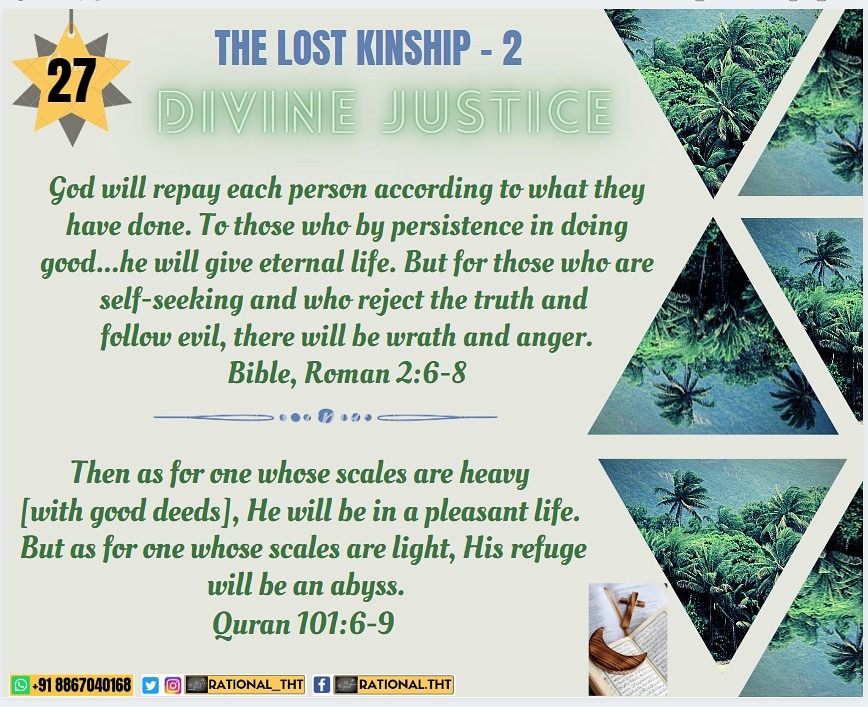 27
THE LOST KINSHIP - 2
DIVINE JUSTICE
God will repay each person according to what they
have done. To those who by persistence in doing
good...he will give eternal life. But for those who are
self-seeking and who reject the truth and
follow evil, there will be wrath and anger.
Bible, Roman 2:6-8
Then as for one whose scales are heavy
[with good deeds], He will be in a pleasant life.
But as for one whose scales are light, His refuge
will be an abyss.
Quran 101:6-9
+91 8867040168 RATIONAL_THT RATIONAL.THT